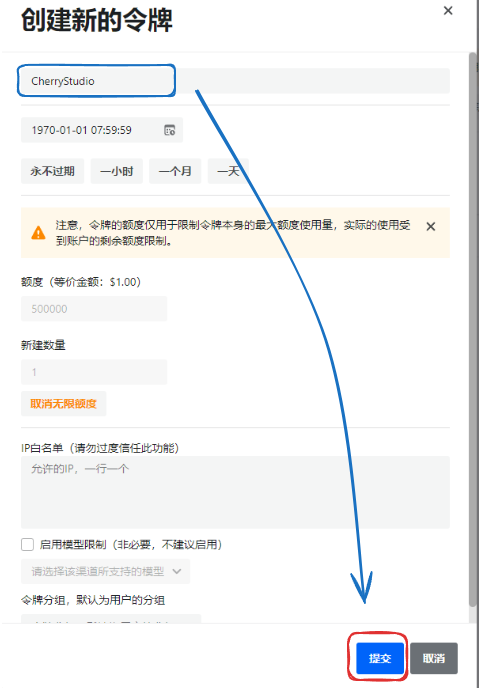 创建新的令牌
CherryStudio
1970-01-01 07:59:59
永不过期 一小时 一个月 一天
注意，令牌的额度仅用于限制令牌本身的最大额度使用量，实际的使用受
到账户的剩余额度限制。
额度（等价金额：$1.00）
500000
新建数量
1
取消无限额度
IP白名单（请勿过度信任此功能）
允许的IP，一行一个
启用模型限制（非必要，不建议启用）
请选择该渠道所支持的模型
令牌分组，默认为用户的分组
提交 取消